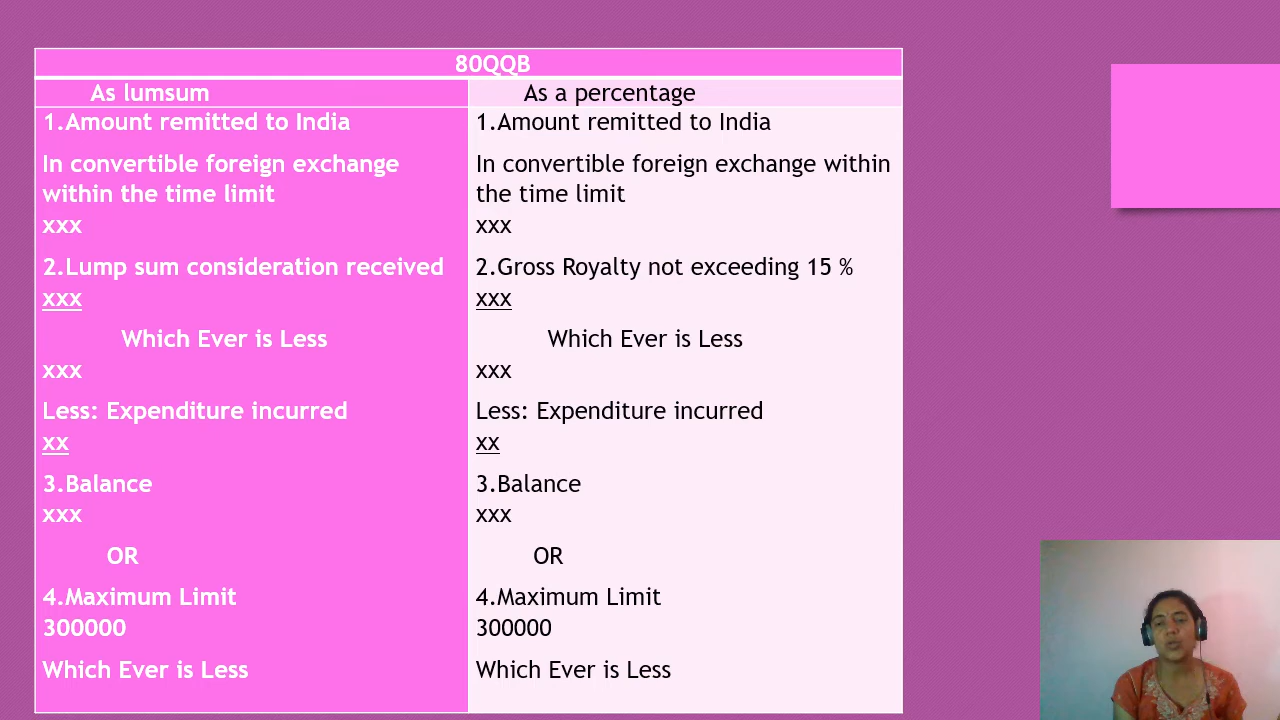 80QQB
As lumsum
1.Amount remitted to India
In convertible foreign exchange
within the time limit
xxx
2.Lump sum consideration received
xxx
Which Ever is Less
xxx
Less: Expenditure incurred
xx
3.Balance
xxx
OR
4.Maximum Limit
300000
Which Ever is Less
As a percentage
1.Amount remitted to India
In convertible foreign exchange within
the time limit
xxx
2.Gross Royalty not exceeding 15 %
xxx
Which Ever is Less
xxx
Less: Expenditure incurred
xx
3.Balance
xxx
OR
4.Maximum Limit
300000
Which Ever is Less